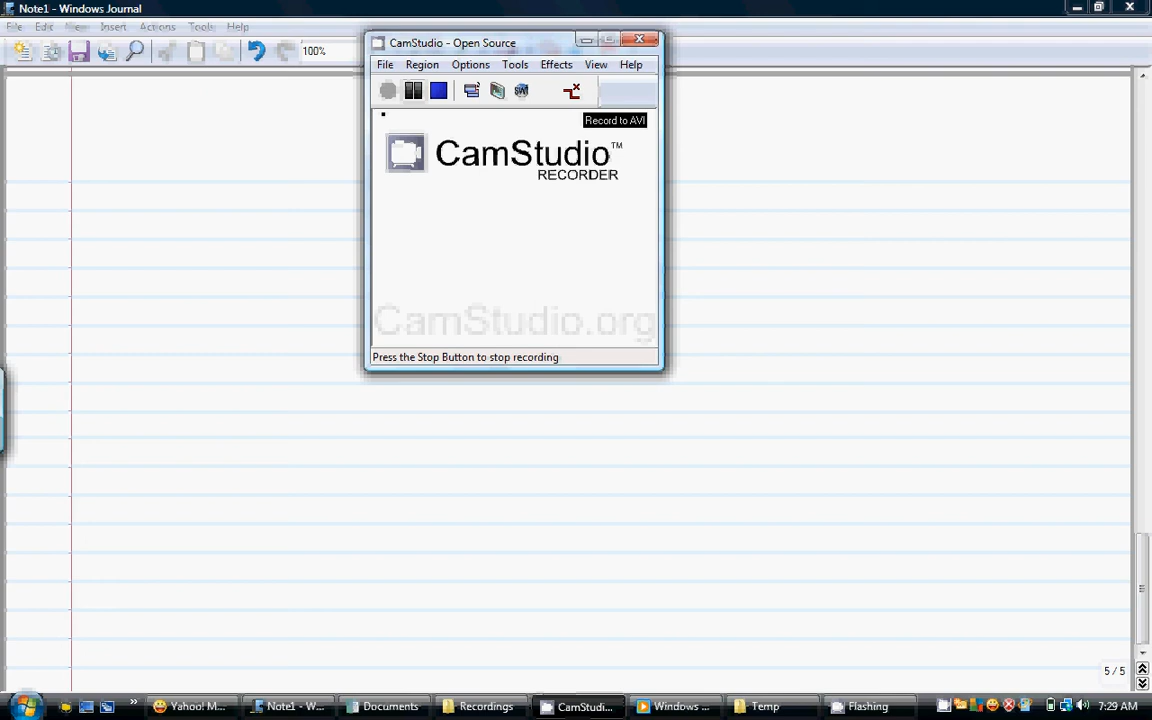 Note1 - Windows Journal
File Edit View Insert Actions Tools Help
100%
CamStudio - Open Source
File Region Options Tools Effects View Help
Record to AVI
CamStudio™
RECORDER
CamStudio.org
Press the Stop Button to stop recording
5 / 5
Yahoo! M... Note1 - W... Documents Recordings CamStudi... Windows ... Temp Flashing 7:29 AM